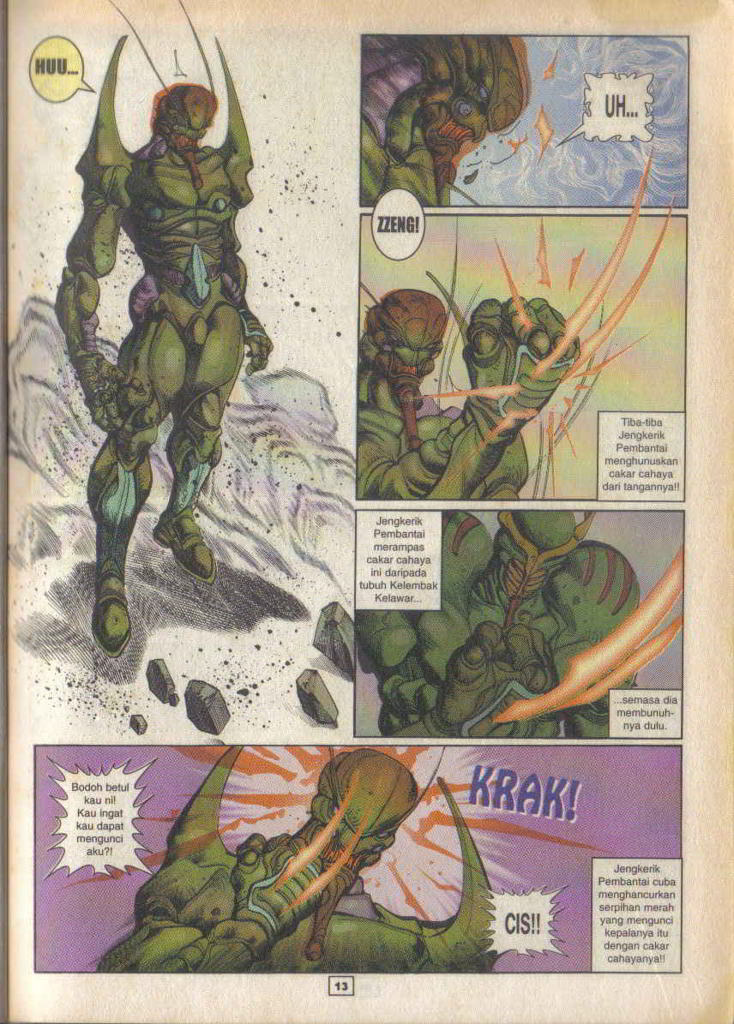 HUU...
UH...
ZZENG!
Tiba-tiba
Jengkerik
Pembantai
menghunuskan
cakar cahaya
dari tangannya!!
Jengkerik
Pembantai
merampas
cakar cahaya
ini daripada
tubuh Kelembak
Kelawar...
...semasa dia
membunuh-
nya dulu.
Bodoh betul
kau ni!
Kau ingat
kau dapat
mengunci
aku?!
KRAK!
CIS!!
Jengkerik
Pembantai cuba
menghancurkan
serpihan merah
yang mengunci
kepalanya itu
dengan cakar
cahayanya!!
13